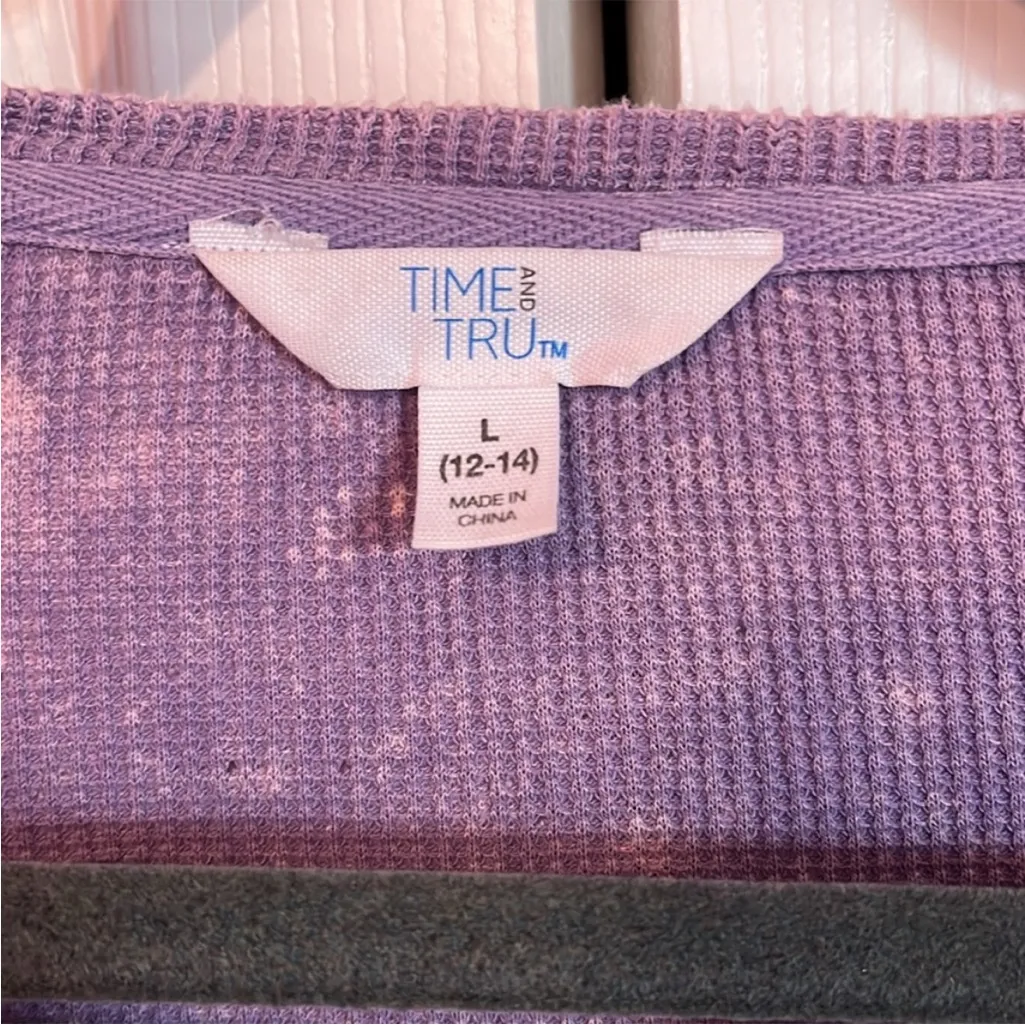 TIME AND
TRU™
L
(12-14)
MADE IN
CHINA